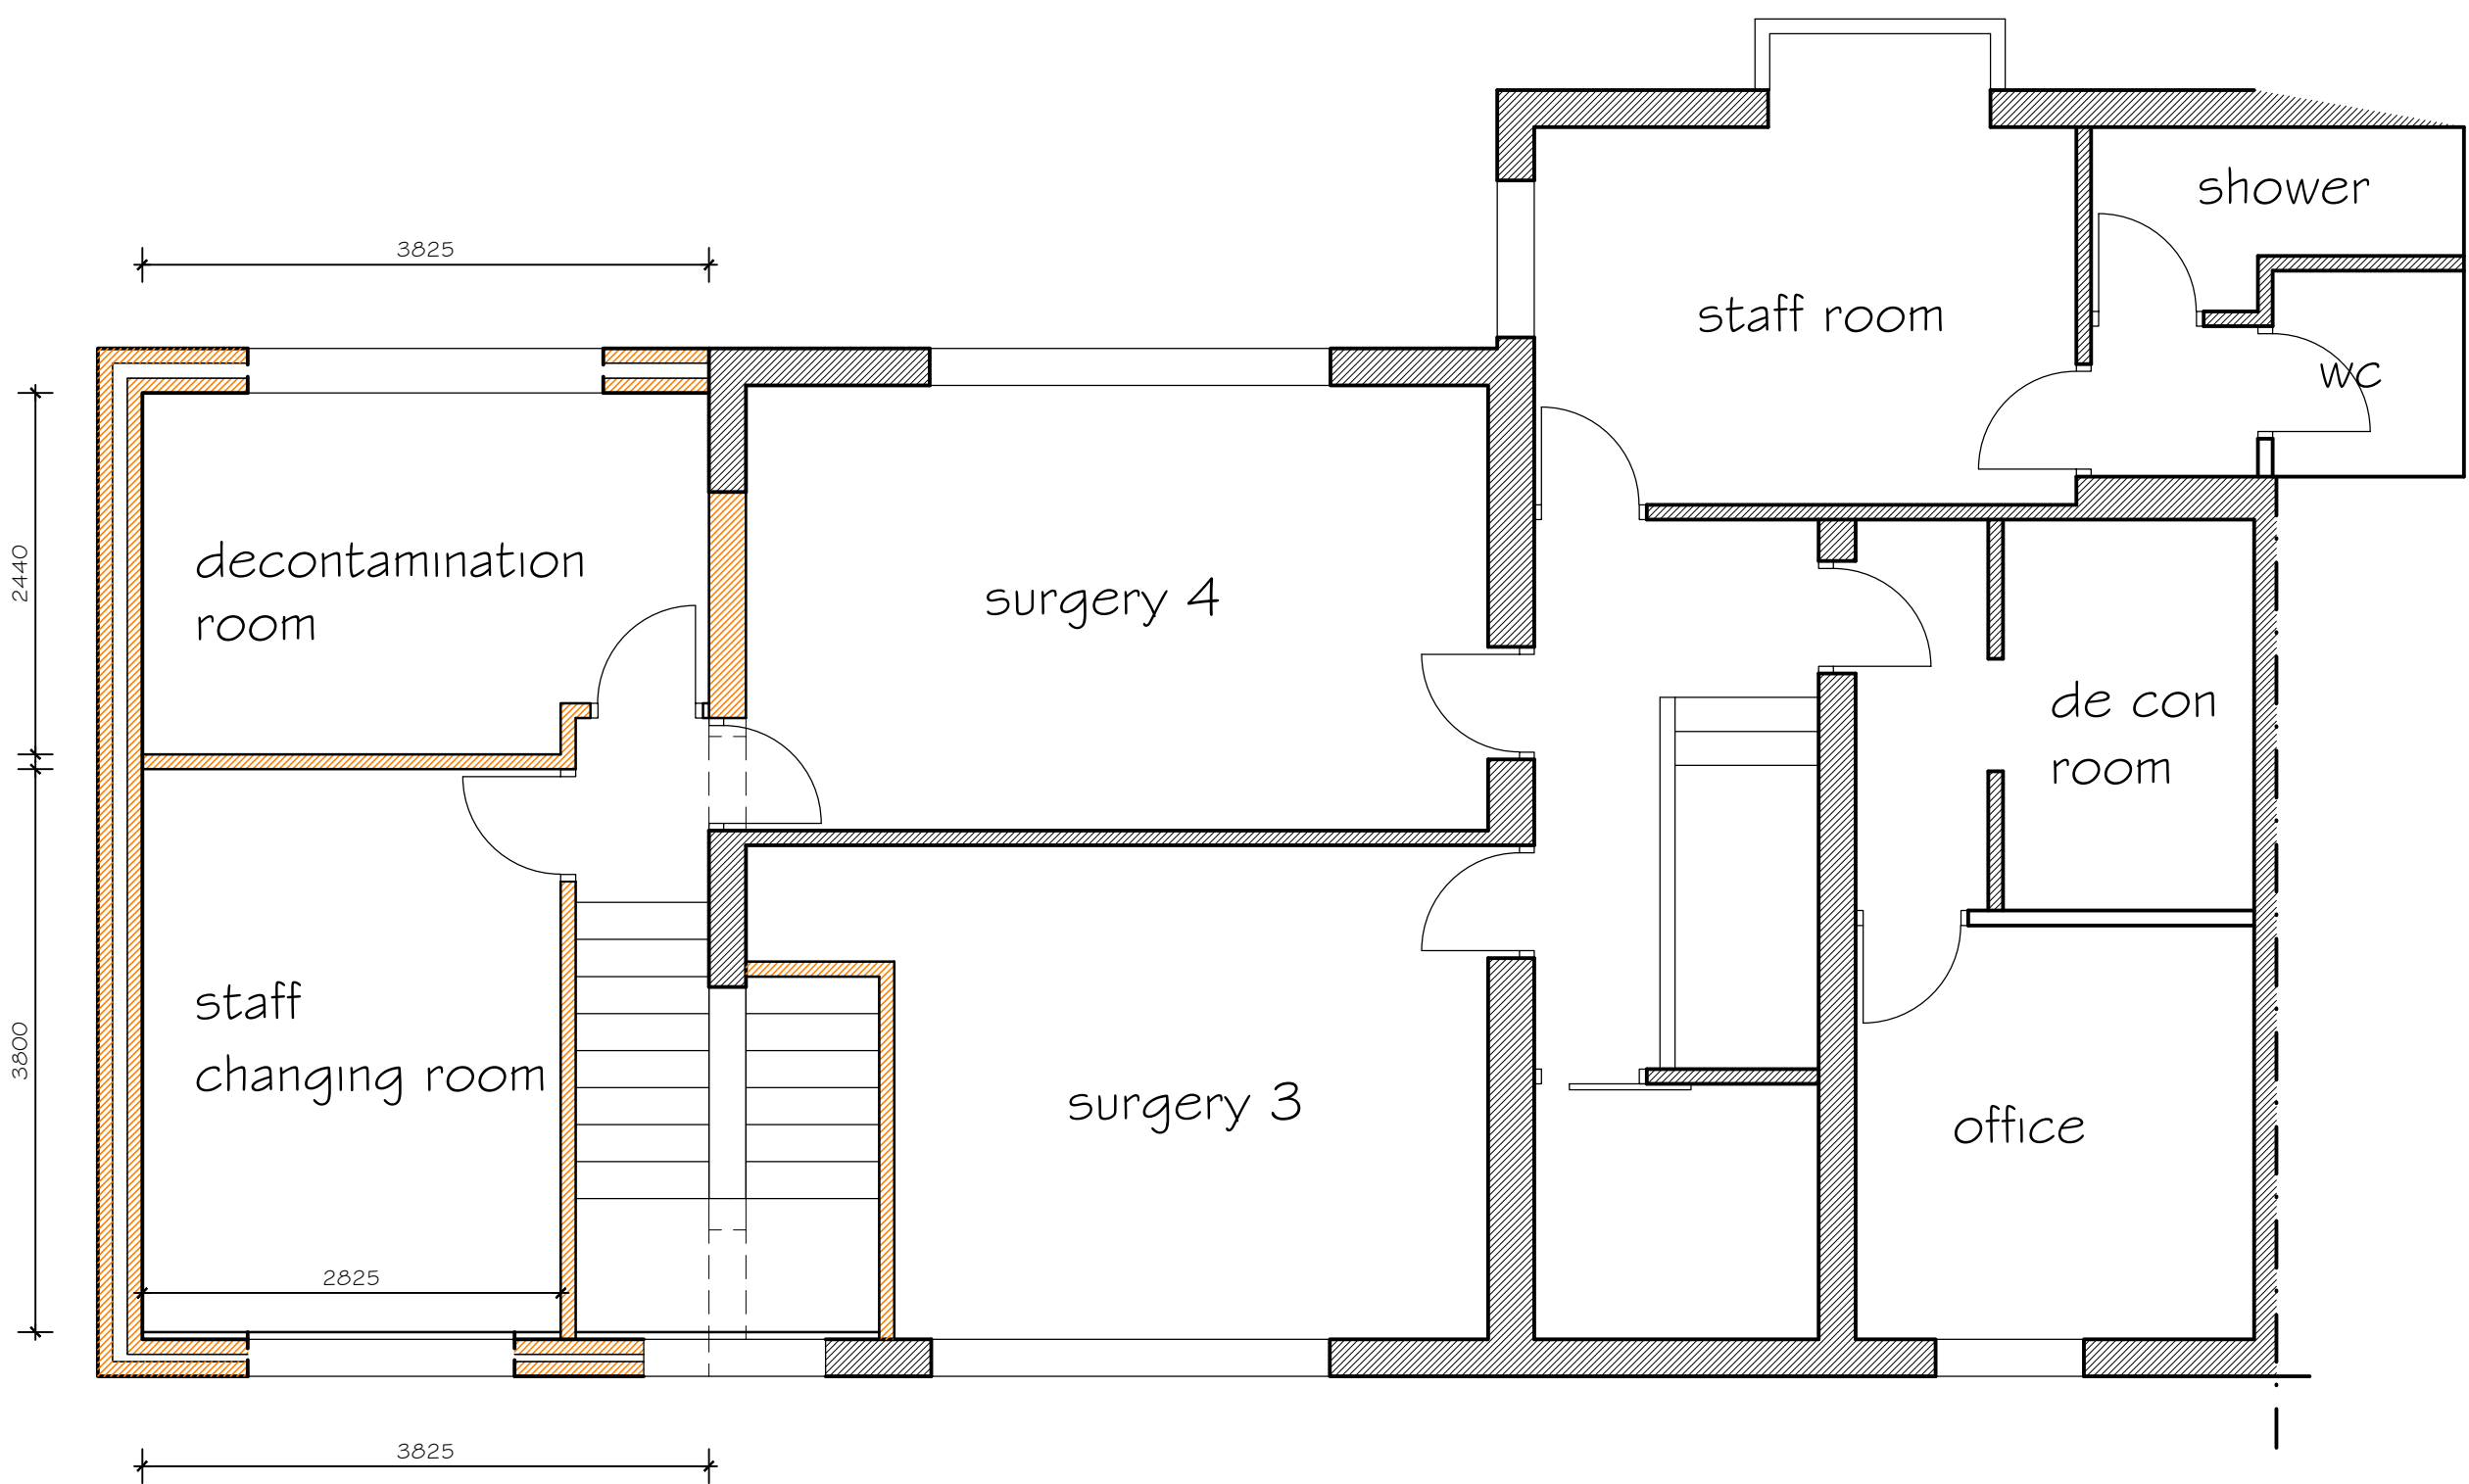 shower
3825
staff room
wc
decontamination
room
2440
surgery 4
de con
room
staff
changing room
3800
surgery 3
office
2825
3825